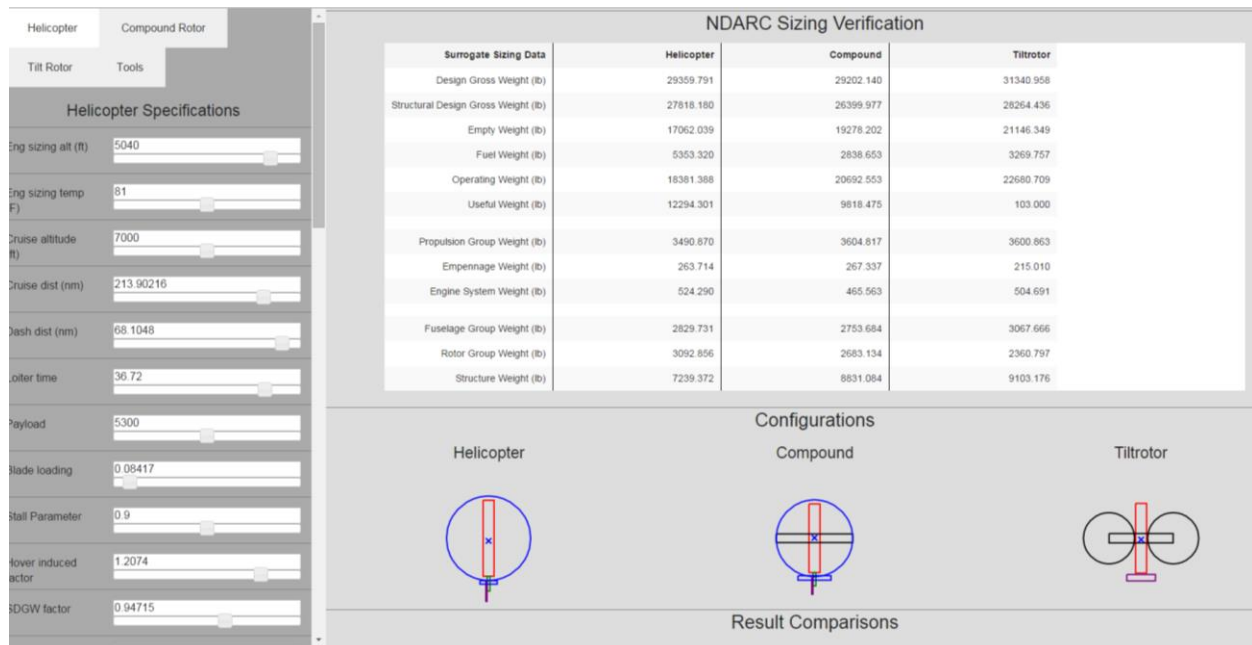 Helicopter Compound Rotor
Tilt Rotor Tools
Helicopter Specifications
Eng sizing alt (ft) 5040
Eng sizing temp 81
F)
Cruise altitude 7000
ft)
Cruise dist (nm) 213.90216
Dash dist (nm) 68.1048
Loiter time 36.72
Payload 5300
Blade loading 0.08417
Stall Parameter 0.9
Hover induced 1.2074
factor
SDGW factor 0.94715
NDARC Sizing Verification
Surrogate Sizing Data Helicopter Compound Tiltrotor
Design Gross Weight (lb) 29359.791 29202.140 31340.958
Structural Design Gross Weight (lb) 27818.180 26399.977 28264.436
Empty Weight (lb) 17062.039 19278.202 21146.349
Fuel Weight (lb) 5353.320 2838.653 3269.757
Operating Weight (lb) 18381.388 20692.553 22680.709
Useful Weight (lb) 12294.301 9818.475 103.000
Propulsion Group Weight (lb) 3490.870 3604.817 3600.863
Empennage Weight (lb) 263.714 267.337 215.010
Engine System Weight (lb) 524.290 465.563 504.691
Fuselage Group Weight (lb) 2829.731 2753.684 3067.666
Rotor Group Weight (lb) 3092.856 2683.134 2360.797
Structure Weight (lb) 7239.372 8831.084 9103.176
Configurations
Helicopter Compound Tiltrotor
Result Comparisons